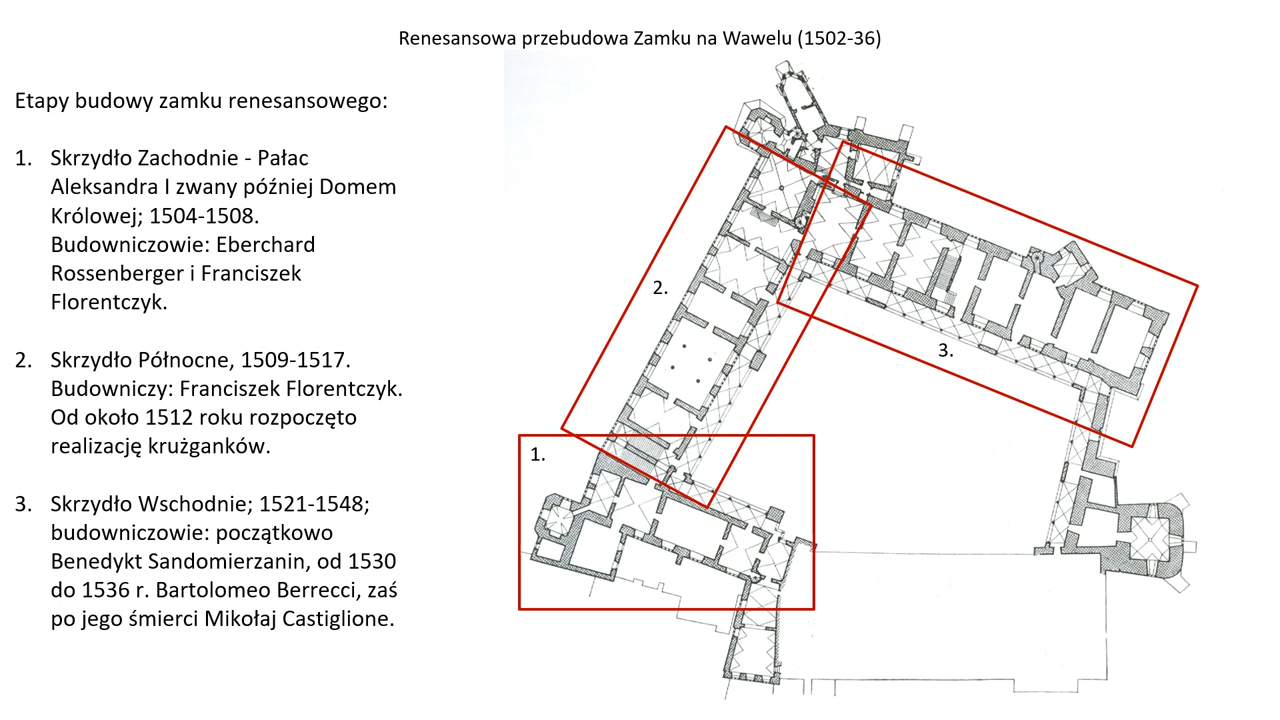 Renesansowa przebudowa Zamku na Wawelu (1502-36)
Etapy budowy zamku renesansowego:
1. Skrzydło Zachodnie - Pałac
Aleksandra I zwany później Domem
Królowej; 1504-1508.
Budowniczowie: Eberchard
Rossenberger i Franciszek
Florentczyk.
2. Skrzydło Północne, 1509-1517.
Budowniczy: Franciszek Florentczyk.
Od około 1512 roku rozpoczęto
realizację krużganków.
3. Skrzydło Wschodnie; 1521-1548;
budowniczowie: początkowo
Benedykt Sandomierzanin, od 1530
do 1536 r. Bartolomeo Berrecci, zaś
po jego śmierci Mikołaj Castiglione.
2.
3.
1.